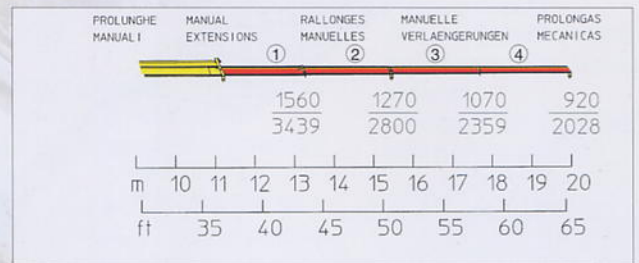 PROLUNGHE MANUAL RALLONGES MANUELLE PROLONGAS
MANUALI EXTENSIONS MANUELLES VERLAENGERUNGEN MECANICAS
1 2 3 4
1560 1270 1070 920
3439 2800 2359 2028
m 10 11 12 13 14 15 16 17 18 19 20
ft 35 40 45 50 55 60 65